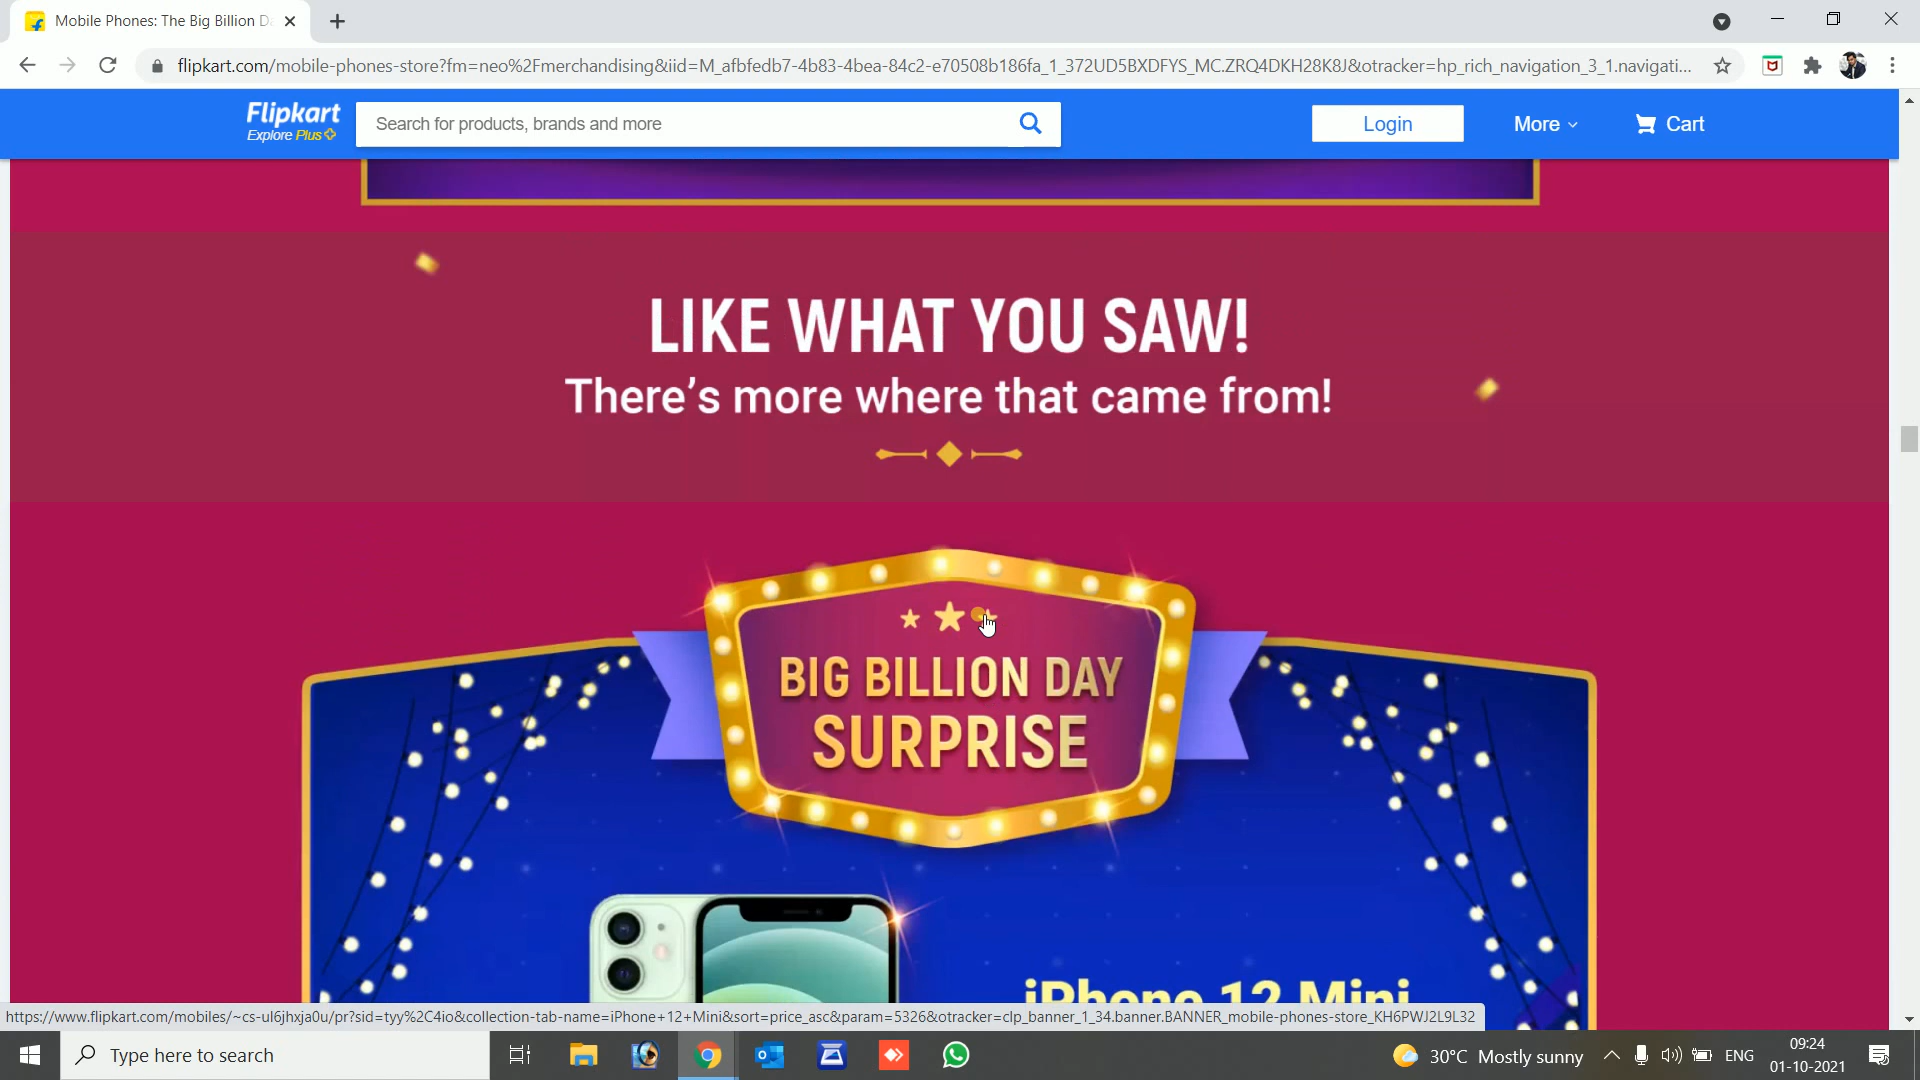 Mobile Phones: The Big Billion D
flipkart.com/mobile-phones-store?fm=neo%2Fmerchandising&iid=M_afbfedb7-4b83-4bea-84c2-e70508b186fa_1_372UD5BXDFYS_MC.ZRQ4DKH28K8J&otracker=hp_rich_navigation_3_1.navigati...
Flipkart
Explore Plus
Search for products, brands and more
Login
More
Cart
LIKE WHAT YOU SAW!
There's more where that came from!
BIG BILLION DAY
SURPRISE
iPhone 12 Mini
https://www.flipkart.com/mobiles/~cs-ul6jhxja0u/pr?sid=tyy%2C4io&collection-tab-name=iPhone+12+Mini&sort=price_asc&param=5326&otracker=clp_banner_1_34.banner.BANNER_mobile-phones-store_KH6PWJ2L9L32
Type here to search
30°C Mostly sunny
ENG
09:24
01-10-2021